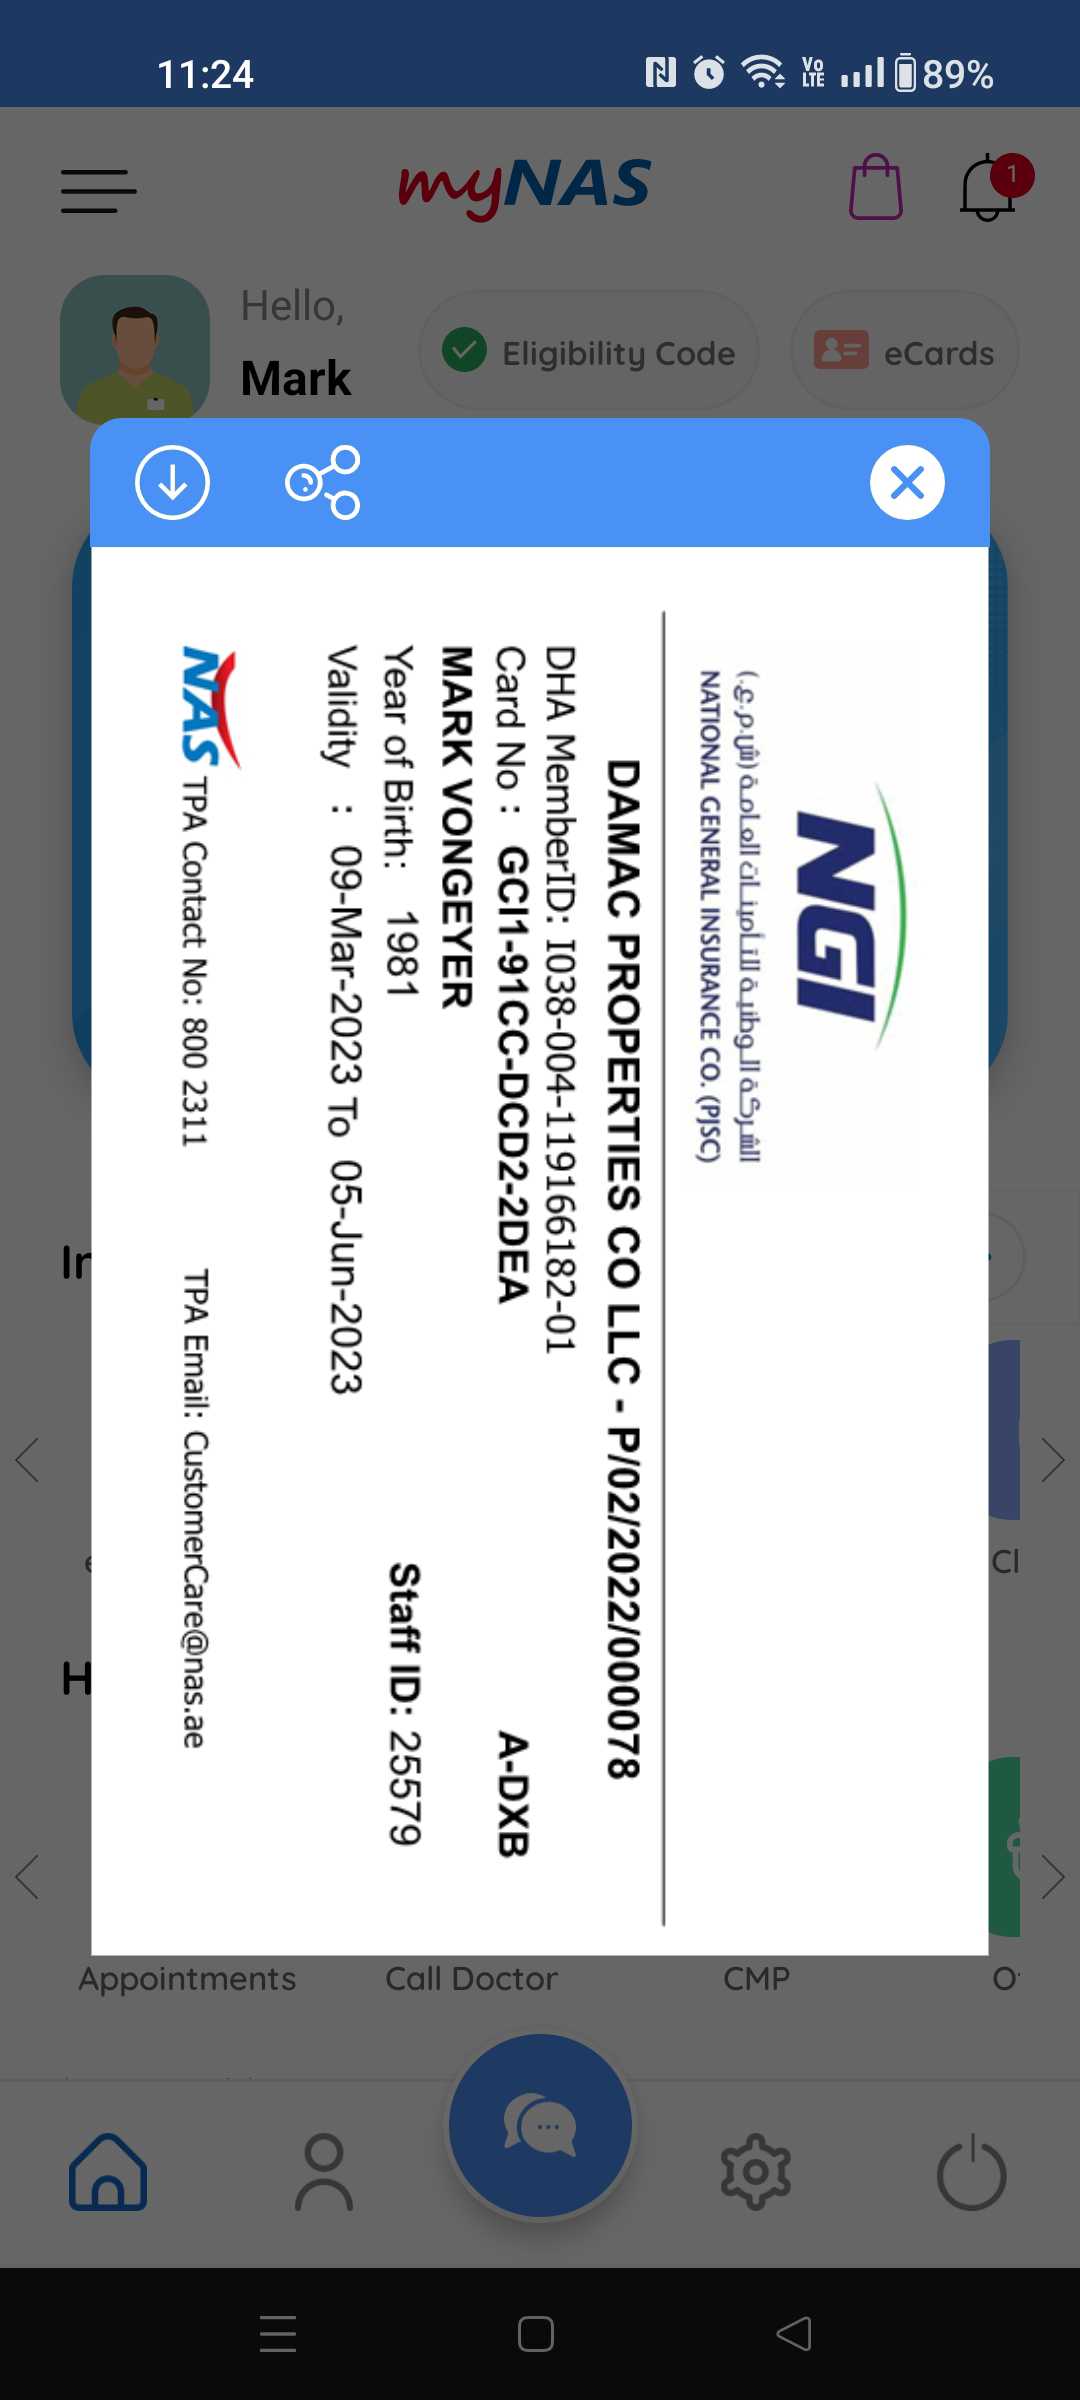 11:24
Vo
LTE
89%
myNAS
1
Hello,
Mark
Eligibility Code
eCards
NGI
الشركة الوطنية للتأمينات العامة (ش.م.ع.)
NATIONAL GENERAL INSURANCE CO. (PJSC)
DAMAC PROPERTIES CO LLC - P/02/2022/000078
DHA MemberID: I038-004-119166182-01
Card No : GCI1-91CC-DCD2-2DEA A-DXB
MARK VONGEYER
Year of Birth: 1981 Staff ID: 25579
Validity : 09-Mar-2023 To 05-Jun-2023
NAS TPA Contact No: 800 2311 TPA Email: CustomerCare@nas.ae
Cl
H
Appointments
Call Doctor
CMP